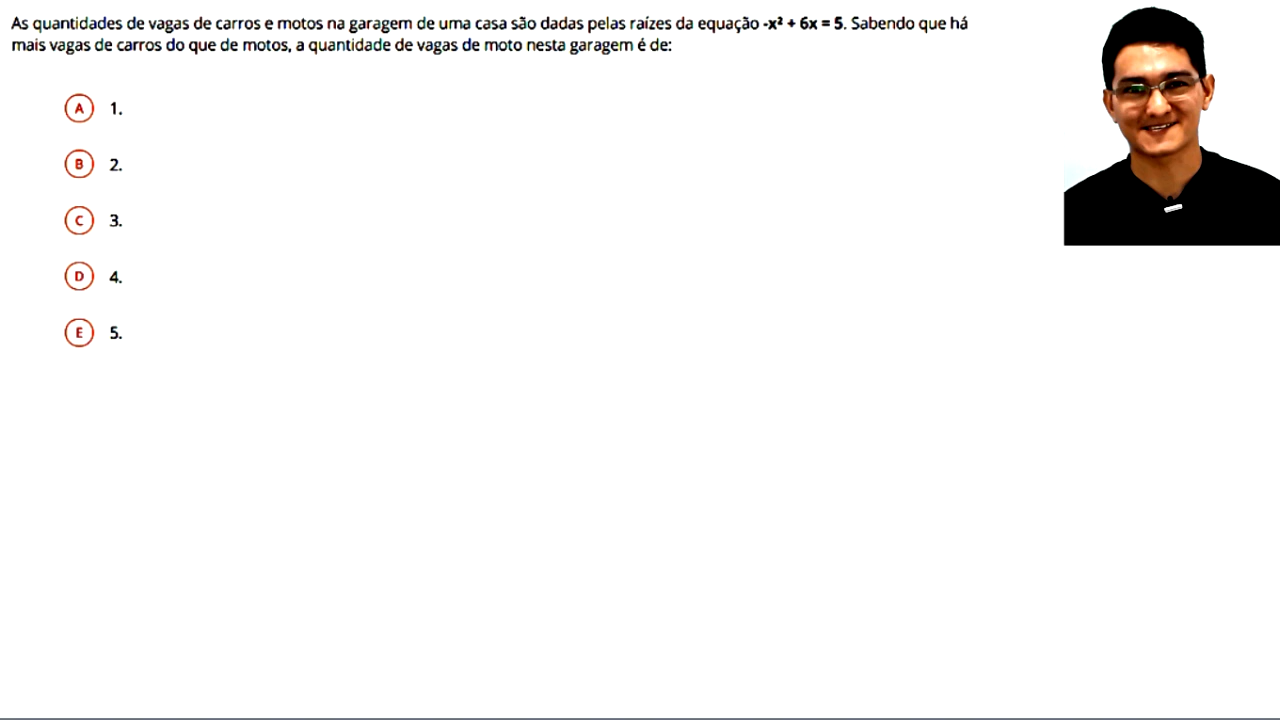 As quantidades de vagas de carros e motos na garagem de uma casa são dadas pelas raízes da equação -x² + 6x = 5. Sabendo que há
mais vagas de carros do que de motos, a quantidade de vagas de moto nesta garagem é de:
A 1.
B 2.
C 3.
D 4.
E 5.